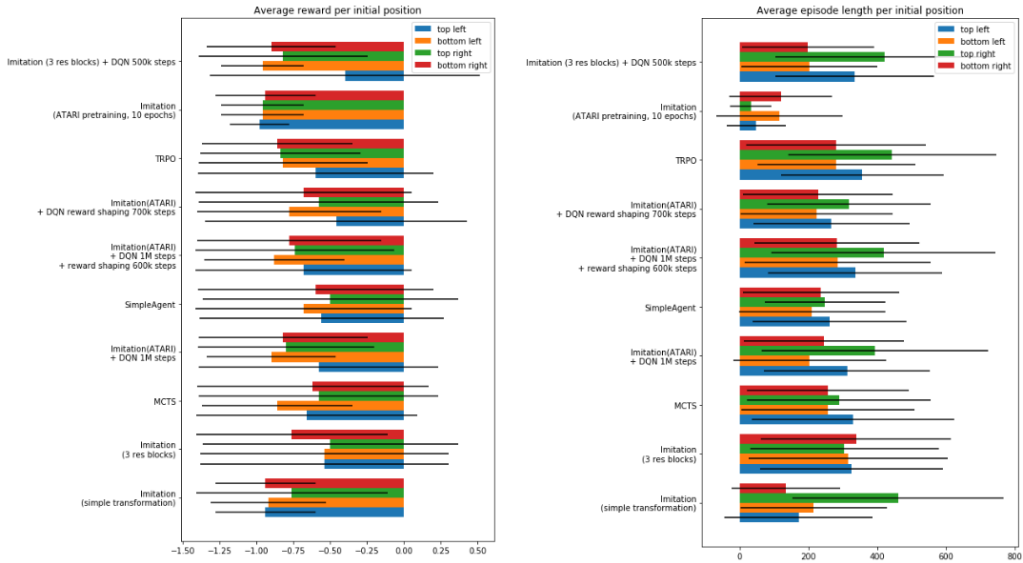 Average reward per initial position
top left
bottom left
top right
bottom right
Imitation (3 res blocks) + DQN 500k steps
Imitation
(ATARI pretraining, 10 epochs)
TRPO
Imitation(ATARI)
+ DQN reward shaping 700k steps
Imitation(ATARI)
+ DQN 1M steps
+ reward shaping 600k steps
SimpleAgent
Imitation(ATARI)
+ DQN 1M steps
MCTS
Imitation
(3 res blocks)
Imitation
(simple transformation)
−1.50 −1.25 −1.00 −0.75 −0.50 −0.25 0.00 0.25 0.50
Average episode length per initial position
top left
bottom left
top right
bottom right
Imitation (3 res blocks) + DQN 500k steps
Imitation
(ATARI pretraining, 10 epochs)
TRPO
Imitation(ATARI)
+ DQN reward shaping 700k steps
Imitation(ATARI)
+ DQN 1M steps
+ reward shaping 600k steps
SimpleAgent
Imitation(ATARI)
+ DQN 1M steps
MCTS
Imitation
(3 res blocks)
Imitation
(simple transformation)
0 200 400 600 800